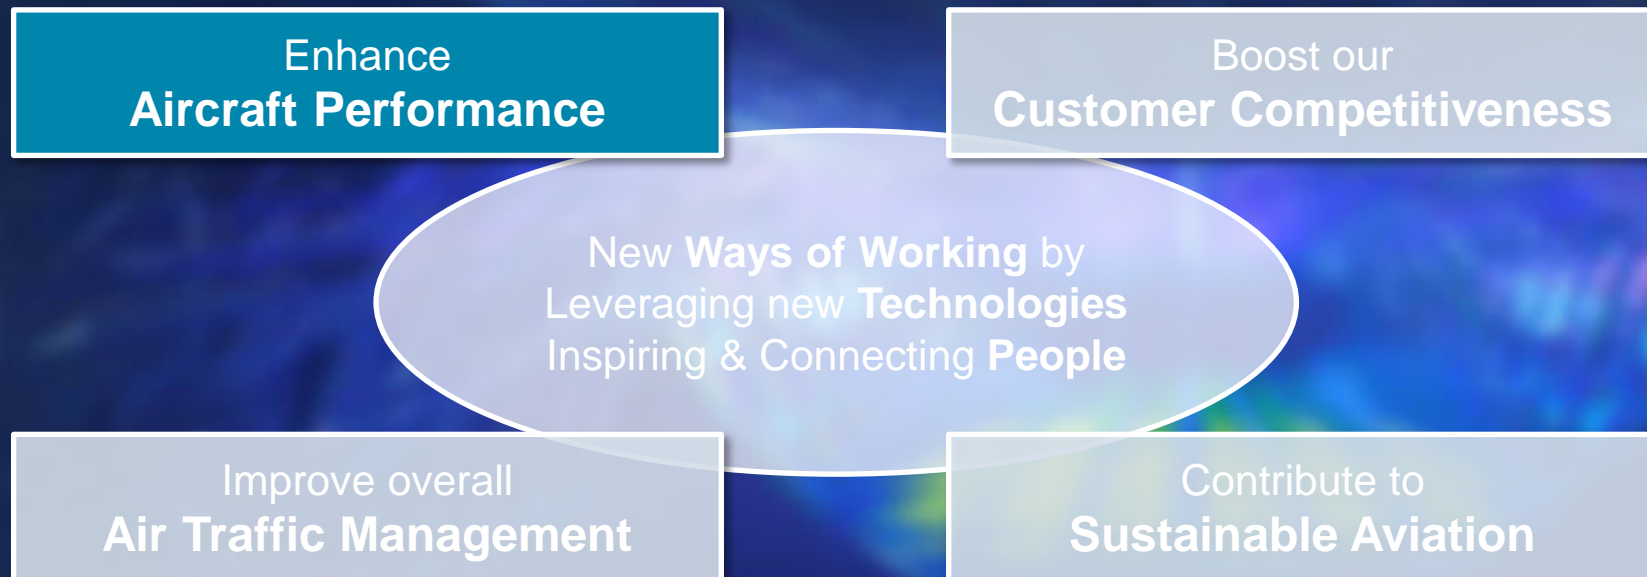 Enhance
Aircraft Performance
Boost our
Customer Competitiveness
New Ways of Working by
Leveraging new Technologies
Inspiring & Connecting People
Improve overall
Air Traffic Management
Contribute to
Sustainable Aviation